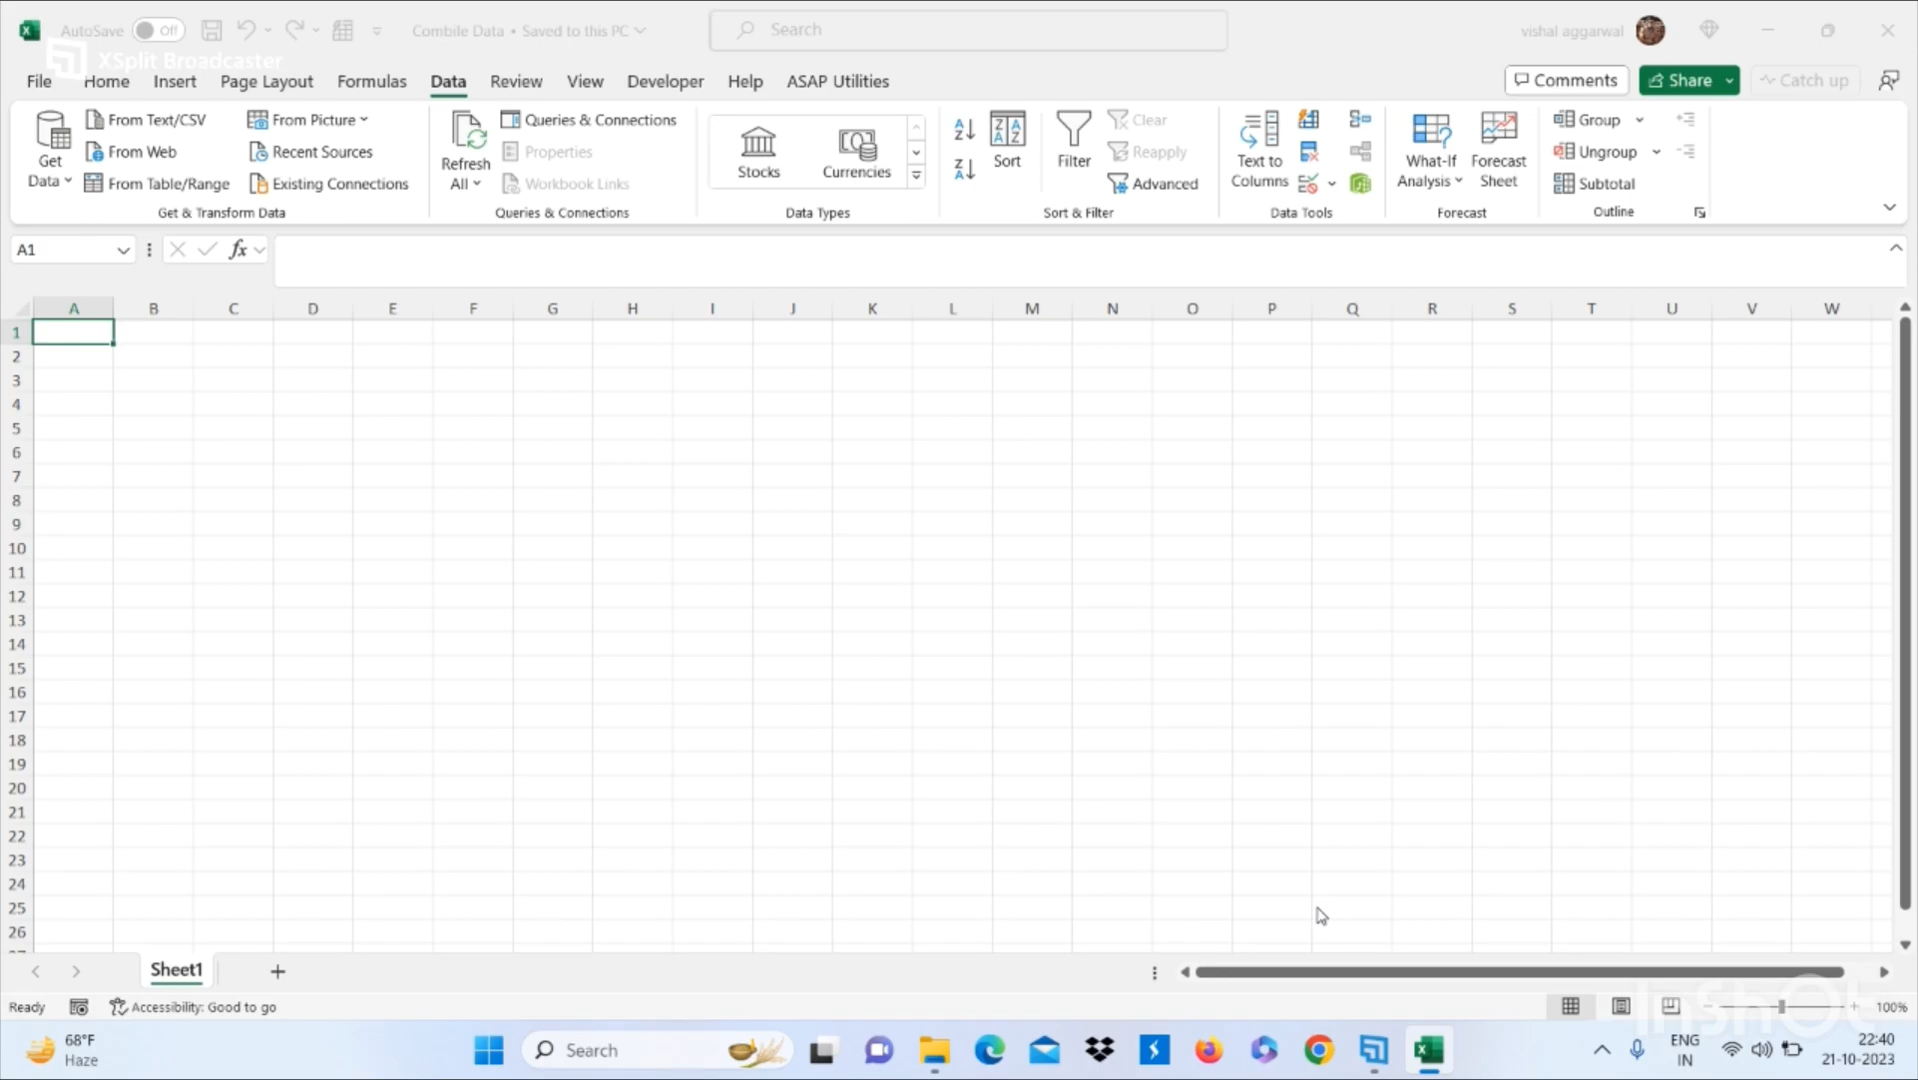 AutoSave Off Combile Data • Saved to this PC Search vishal aggarwal
XSplit Broadcaster
File Home Insert Page Layout Formulas Data Review View Developer Help ASAP Utilities Comments Share Catch up
Get Data
From Text/CSV
From Web
From Table/Range
From Picture
Recent Sources
Existing Connections
Get & Transform Data
Refresh All
Queries & Connections
Properties
Workbook Links
Queries & Connections
Stocks
Currencies
Data Types
Sort
Filter
Clear
Reapply
Advanced
Sort & Filter
Text to Columns
Data Tools
What-If Analysis
Forecast Sheet
Forecast
Group
Ungroup
Subtotal
Outline
A1 fx
A B C D E F G H I J K L M N O P Q R S T U V W
1
2
3
4
5
6
7
8
9
10
11
12
13
14
15
16
17
18
19
20
21
22
23
24
25
26
Sheet1
Ready Accessibility: Good to go 100%
InShOt
68°F
Haze
Search
ENG
IN
22:40
21-10-2023